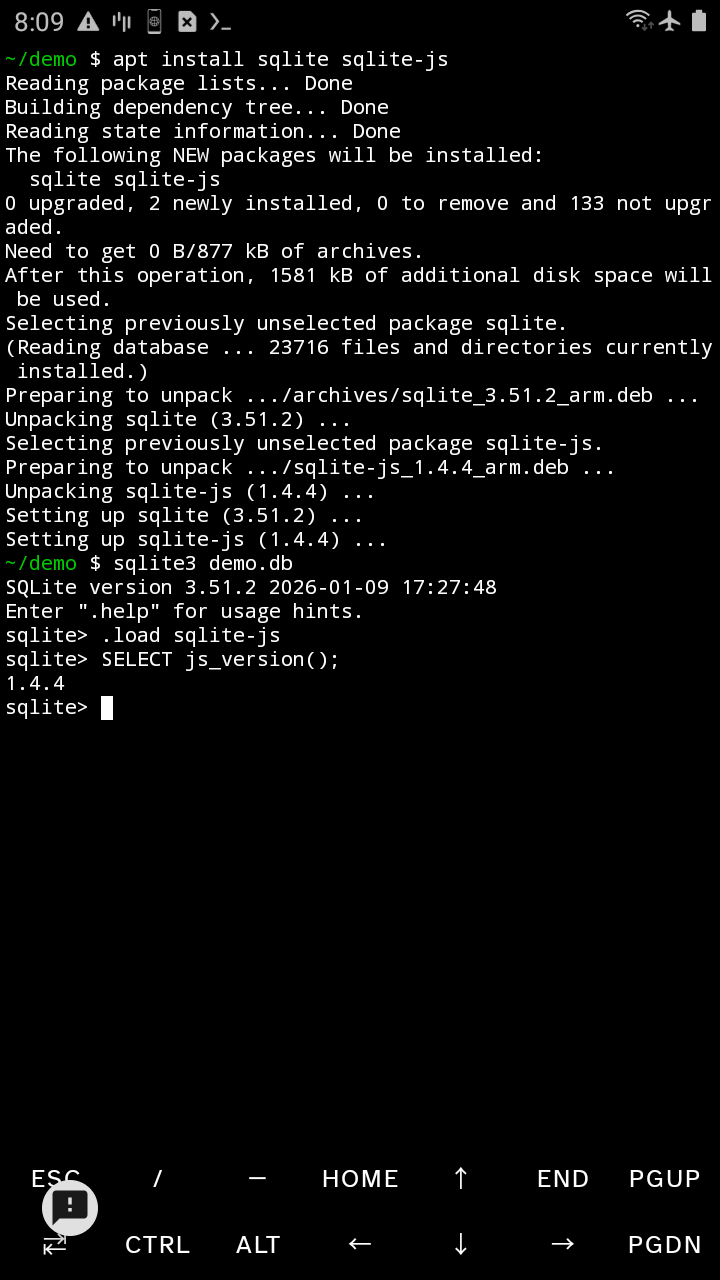 8:09
~/demo $ apt install sqlite sqlite-js
Reading package lists... Done
Building dependency tree... Done
Reading state information... Done
The following NEW packages will be installed:
  sqlite sqlite-js
0 upgraded, 2 newly installed, 0 to remove and 133 not upgr
aded.
Need to get 0 B/877 kB of archives.
After this operation, 1581 kB of additional disk space will
 be used.
Selecting previously unselected package sqlite.
(Reading database ... 23716 files and directories currently
 installed.)
Preparing to unpack .../archives/sqlite_3.51.2_arm.deb ...
Unpacking sqlite (3.51.2) ...
Selecting previously unselected package sqlite-js.
Preparing to unpack .../sqlite-js_1.4.4_arm.deb ...
Unpacking sqlite-js (1.4.4) ...
Setting up sqlite (3.51.2) ...
Setting up sqlite-js (1.4.4) ...
~/demo $ sqlite3 demo.db
SQLite version 3.51.2 2026-01-09 17:27:48
Enter ".help" for usage hints.
sqlite> .load sqlite-js
sqlite> SELECT js_version();
1.4.4
sqlite>
ESC / — HOME ↑ END PGUP
CTRL ALT ← ↓ → PGDN